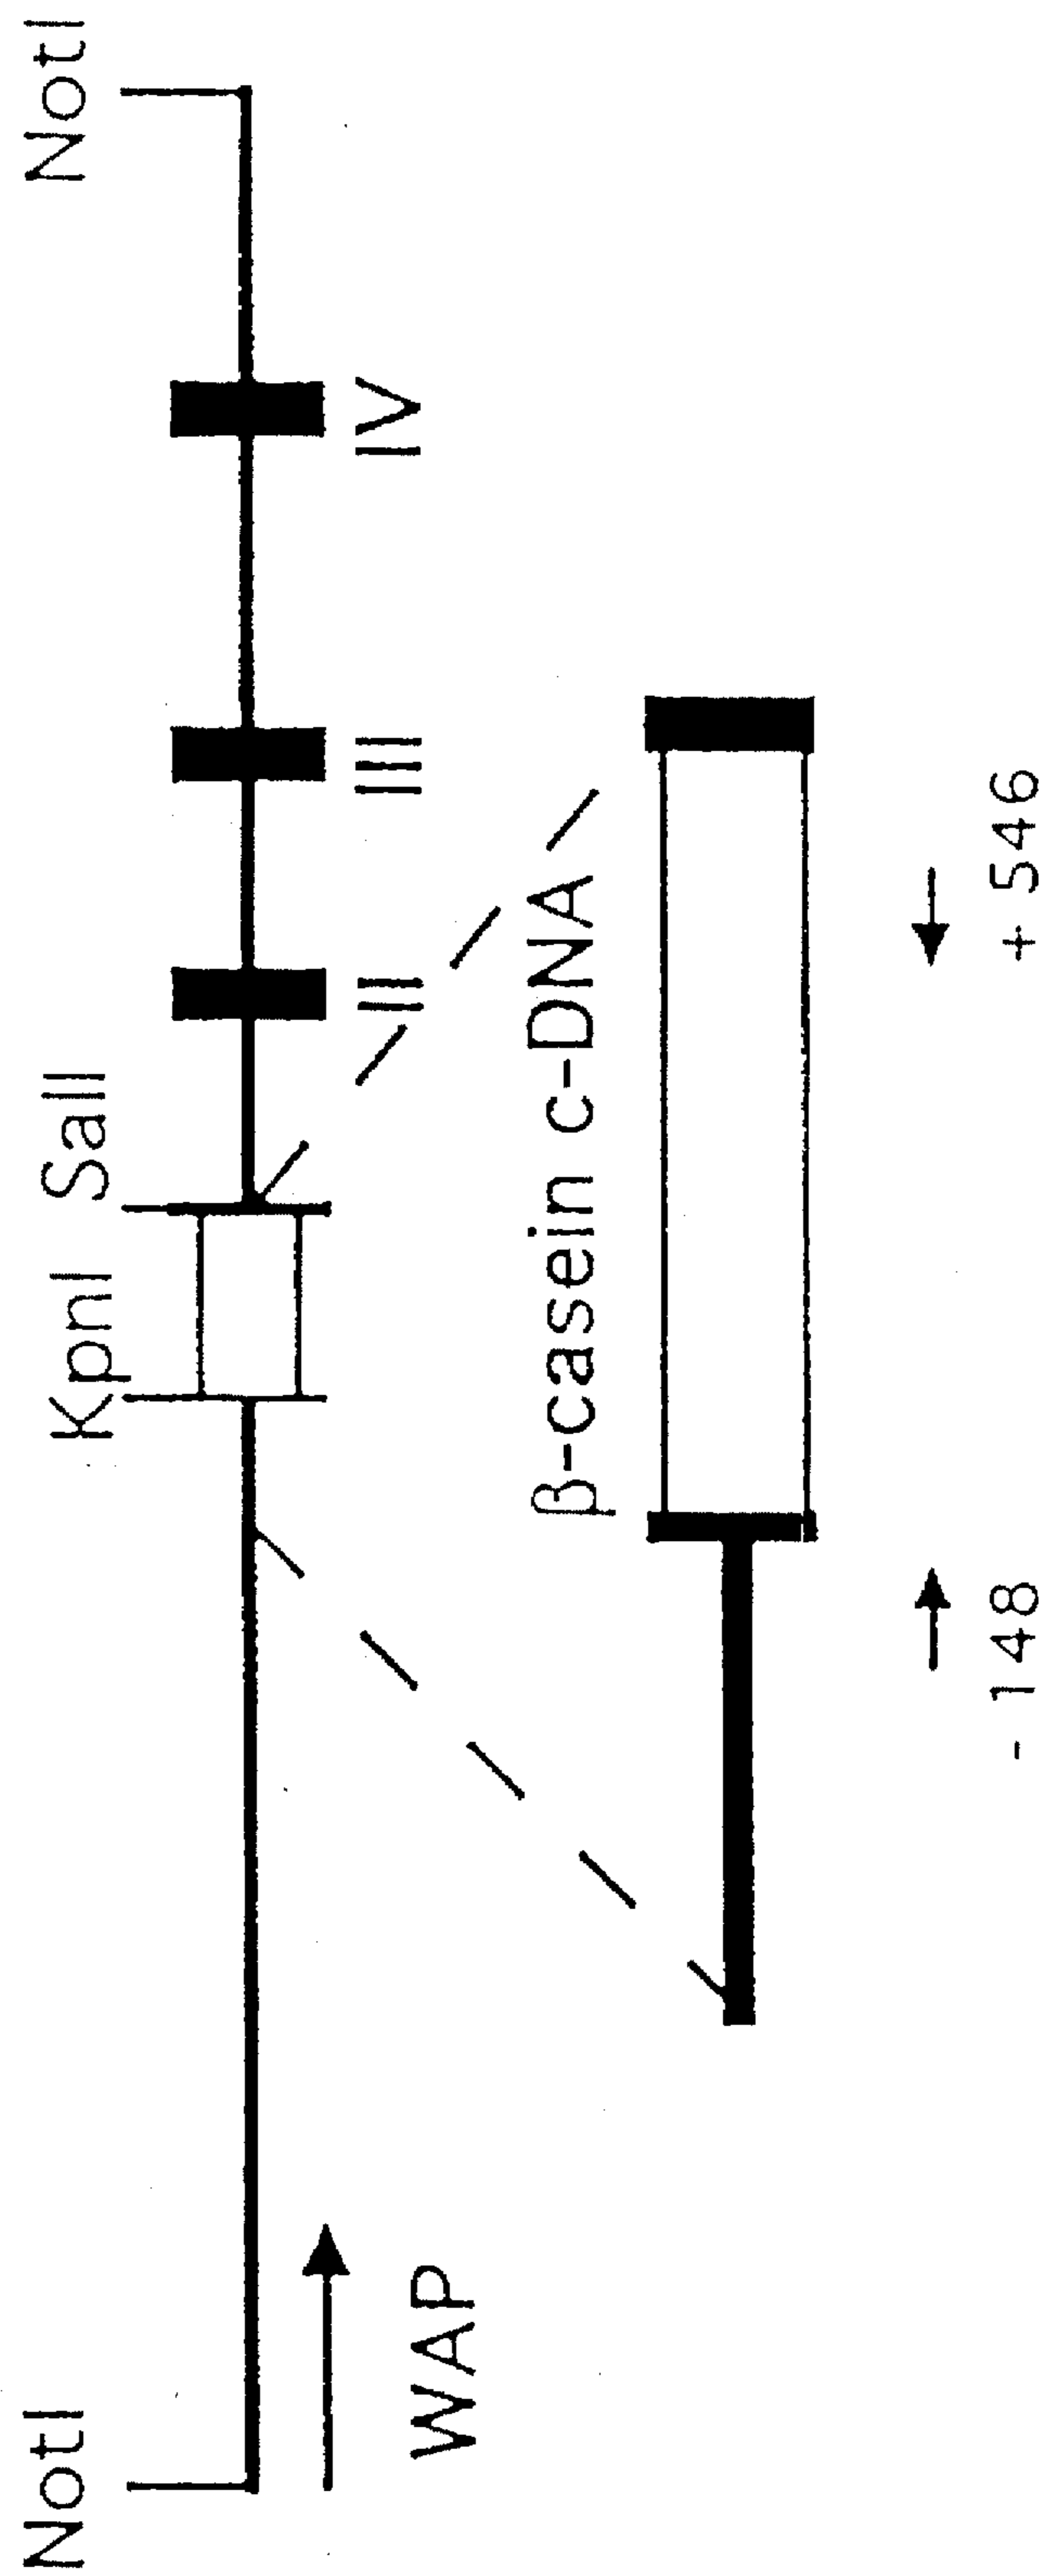 NotI KpnI SalI NotI
II III IV
WAP
β-casein c-DNA
- 148 + 546